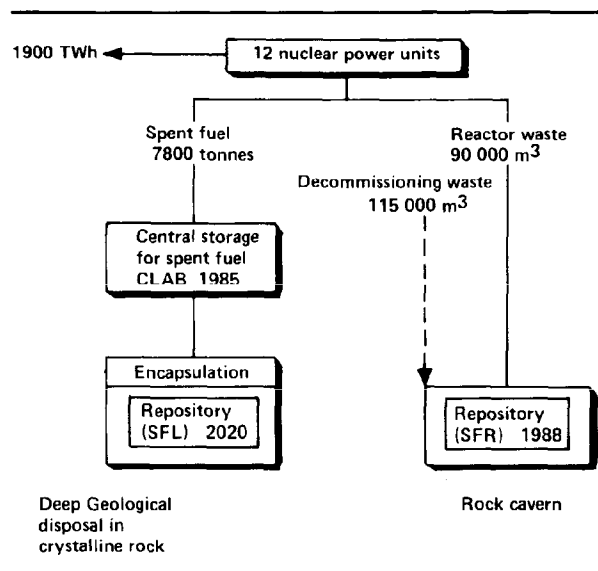 1900 TWh
12 nuclear power units
Spent fuel
7800 tonnes
Reactor waste
90 000 m3
Decommissioning waste
115 000 m3
Central storage
for spent fuel
CLAB 1985
Encapsulation
Repository
(SFL) 2020
Repository
(SFR) 1988
Deep Geological
disposal in
crystalline rock
Rock cavern